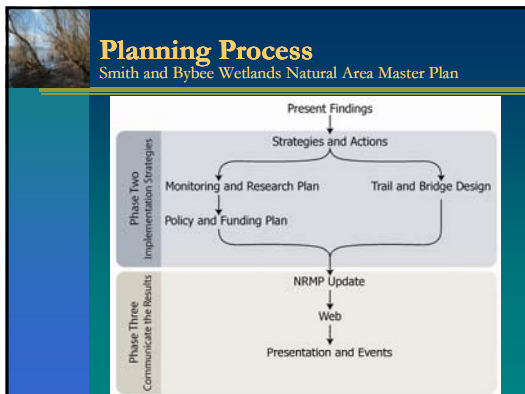 Planning Process
Smith and Bybee Wetlands Natural Area Master Plan
Present Findings
Phase Two
Implementation Strategies
Strategies and Actions
Monitoring and Research Plan
Trail and Bridge Design
Policy and Funding Plan
Phase Three
Communicate the Results
NRMP Update
Web
Presentation and Events